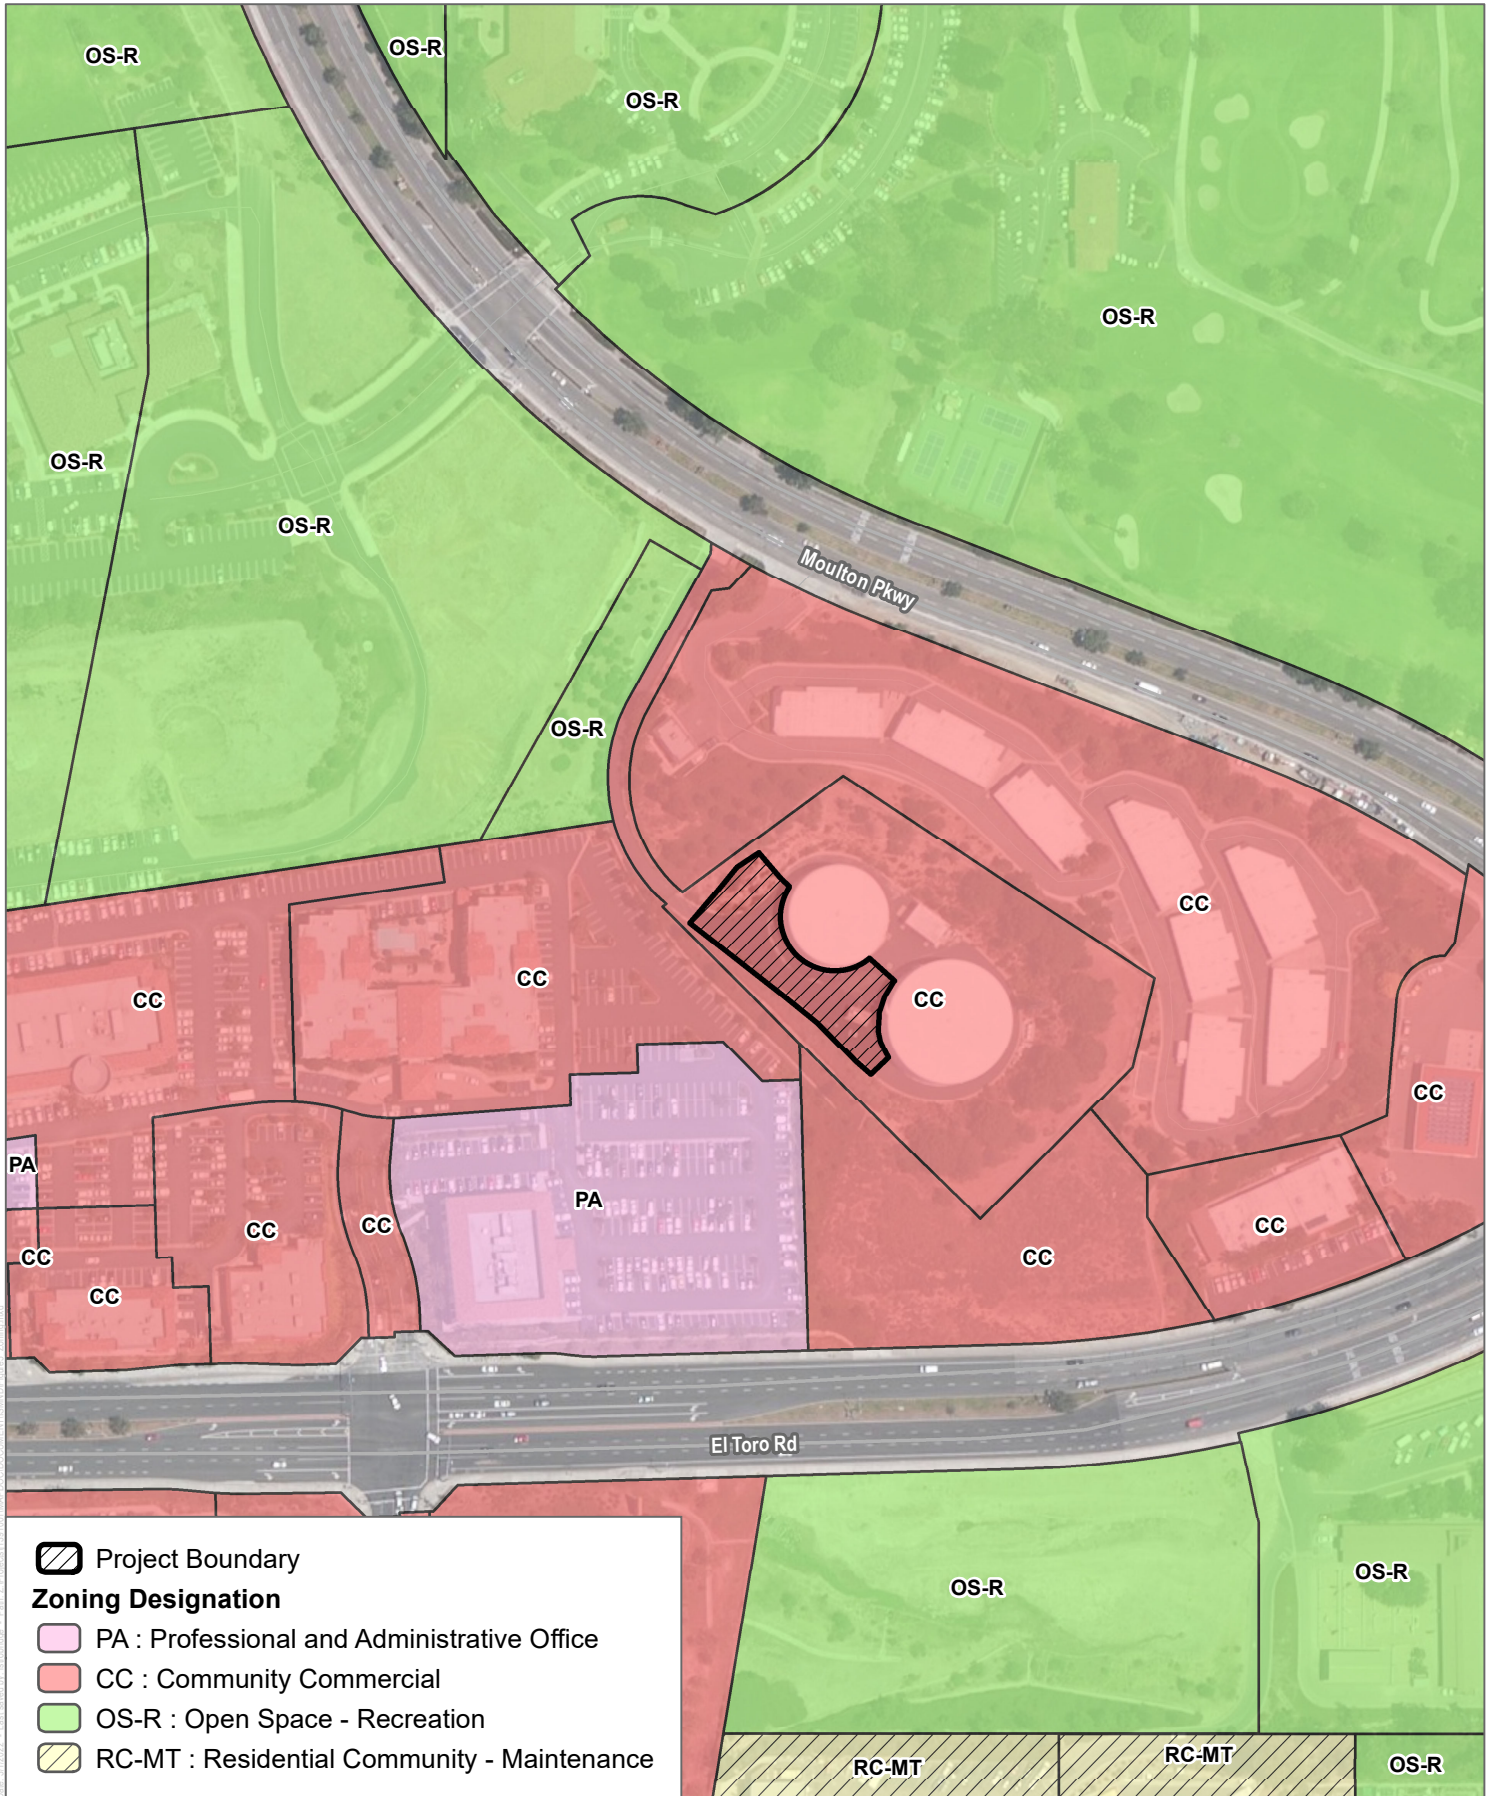 OS-R
OS-R
OS-R
OS-R
OS-R
OS-R
OS-R
Moulton Pkwy
CC
CC
CC
CC
CC
PA
PA
CC
CC
CC
CC
CC
CC
El Toro Rd
OS-R
OS-R
RC-MT
RC-MT
OS-R
Project Boundary
Zoning Designation
PA : Professional and Administrative Office
CC : Community Commercial
OS-R : Open Space - Recreation
RC-MT : Residential Community - Maintenance